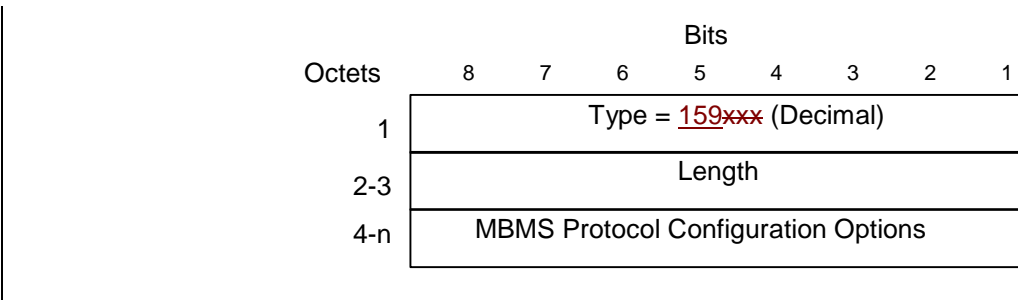 Bits
Octets 8 7 6 5 4 3 2 1
1 Type = 159xxx (Decimal)
2-3 Length
4-n MBMS Protocol Configuration Options